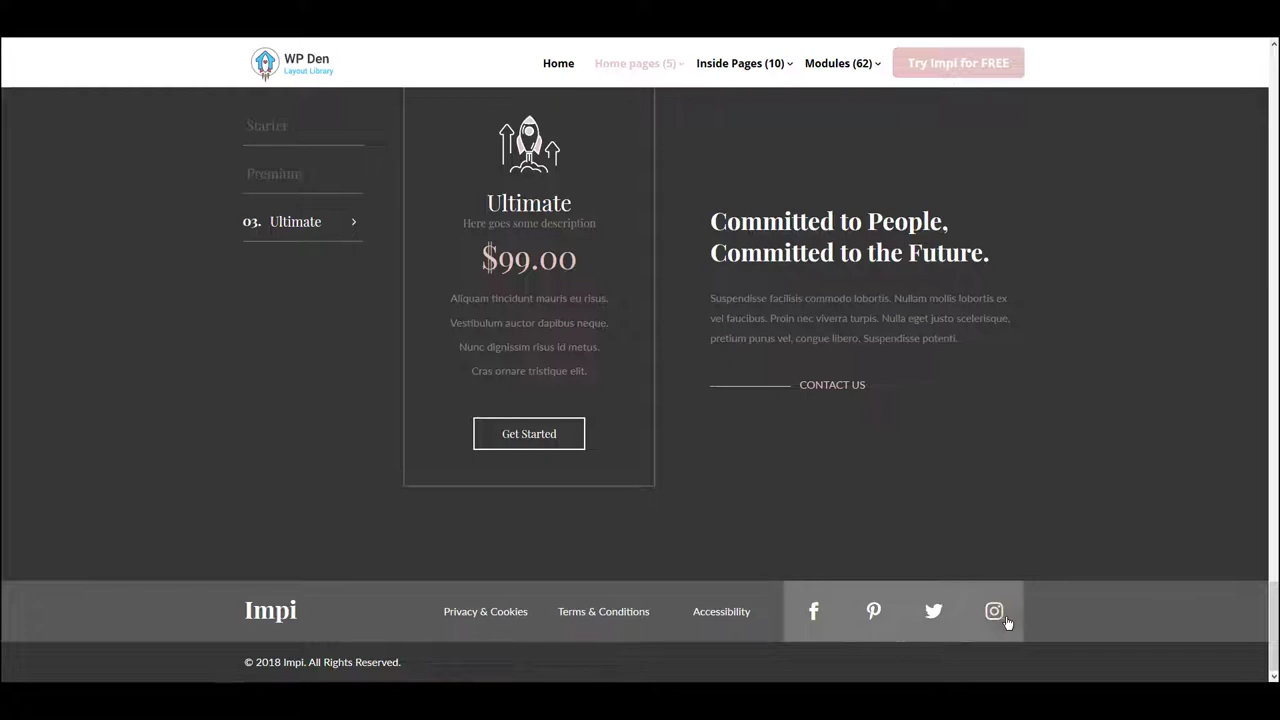 WP Den
Layout Library
Home
Home pages (5)
Inside Pages (10)
Modules (62)
Try Impi for FREE
Starter
Premium
03. Ultimate
Ultimate
Here goes some description
$99.00
Aliquam tincidunt mauris eu risus.
Vestibulum auctor dapibus neque.
Nunc dignissim risus id metus.
Cras ornare tristique elit.
Get Started
Committed to People,
Committed to the Future.
Suspendisse facilisis commodo lobortis. Nullam mollis lobortis ex
vel faucibus. Proin nec viverra turpis. Nulla eget justo scelerisque,
pretium purus vel, congue libero. Suspendisse potenti.
CONTACT US
Impi
Privacy & Cookies
Terms & Conditions
Accessibility
© 2018 Impi. All Rights Reserved.